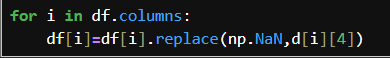 for i in df.columns:
    df[i]=df[i].replace(np.NaN,d[i][4])